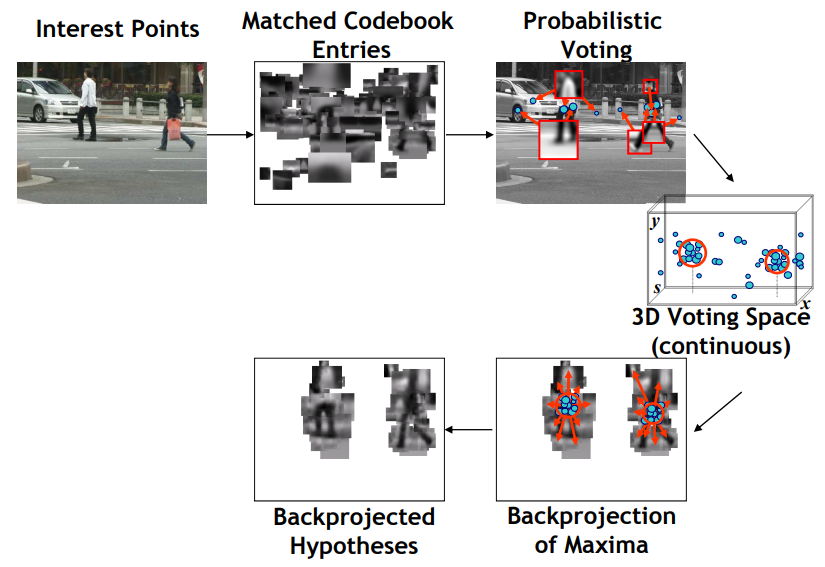 Interest Points
Matched Codebook
Entries
Probabilistic
Voting
y
s
x
3D Voting Space
(continuous)
Backprojection
of Maxima
Backprojected
Hypotheses